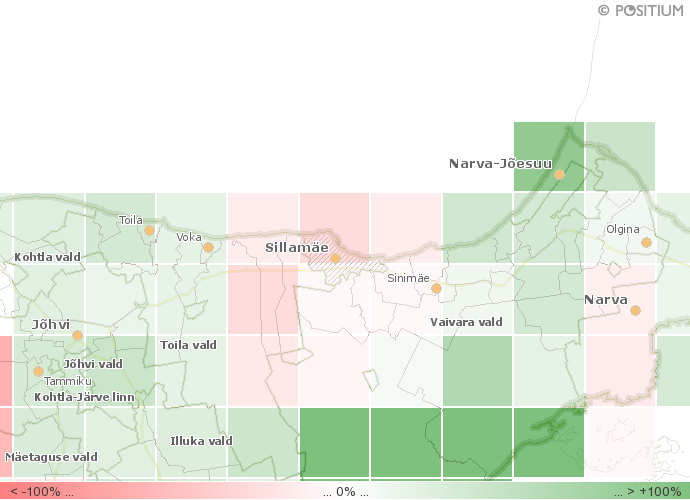 © POSITIUM
Narva-Jõesuu
Toila
Voka
Olgina
Sillamäe
Kohtla vald
Sinimäe
Narva
Jõhvi
Vaivara vald
Toila vald
Jõhvi vald
Tammiku
Kohtla-Järve linn
Illuka vald
Mäetaguse vald
< -100% ... ... 0% ... ... > +100%